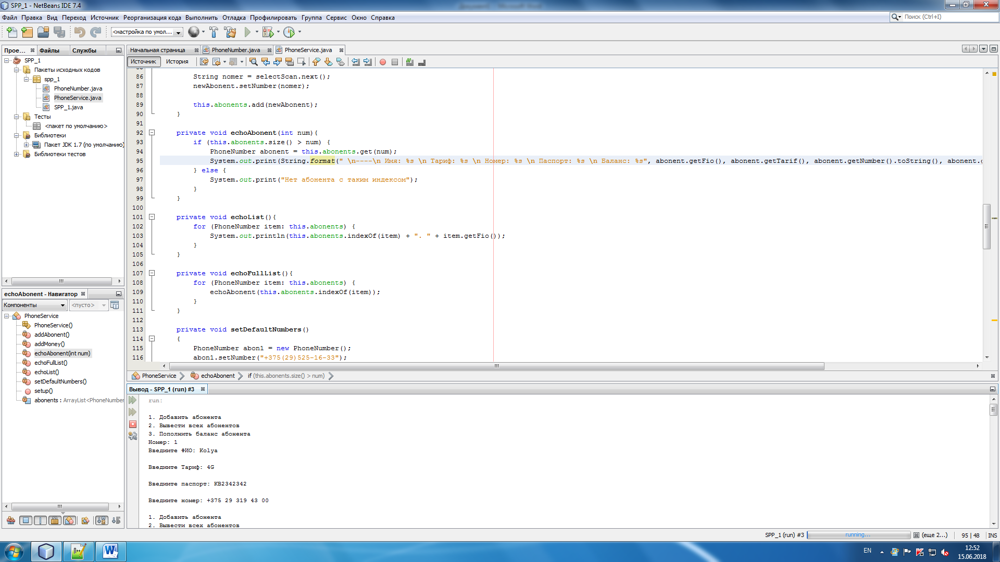 SPP_1 - NetBeans IDE 7.4
Файл Правка Вид Переход Источник Реорганизация кода Выполнить Отладка Профилировать Группа Сервис Окно Справка
Поиск (Ctrl+I)
<настройка по умол...
Прое... Файлы Службы
SPP_1
Пакеты исходных кодов
spp_1
PhoneNumber.java
PhoneService.java
SPP_1.java
Тесты
<пакет по умолчанию>
Библиотеки
Пакет JDK 1.7 (по умолчанию)
Библиотеки тестов
echoAbonent - Навигатор
Компоненты <пусто>
PhoneService
PhoneService()
addAbonent()
addMoney()
echoAbonent(int num)
echoFullList()
echoList()
setDefaultNumbers()
setup()
abonents : ArrayList<PhoneNumber
Начальная страница PhoneNumber.java PhoneService.java
Источник История
86 String nomer = selectScan.next();
87 newAbonent.setNumber(nomer);
88
89 this.abonents.add(newAbonent);
90 }
91
92 private void echoAbonent(int num){
93 if (this.abonents.size() > num) {
94 PhoneNumber abonent = this.abonents.get(num);
95 System.out.print(String.format(" \n----\n Имя: %s \n Тариф: %s \n Номер: %s \n Паспорт: %s \n Баланс: %s", abonent.getFio(), abonent.getTarif(), abonent.getNumber().toString(), abonent.g
96 } else {
97 System.out.print("Нет абонента с таким индексом");
98 }
99 }
100
101 private void echoList(){
102 for (PhoneNumber item: this.abonents) {
103 System.out.println(this.abonents.indexOf(item) + ". " + item.getFio());
104 }
105 }
106
107 private void echoFullList(){
108 for (PhoneNumber item: this.abonents) {
109 echoAbonent(this.abonents.indexOf(item));
110 }
111 }
112
113 private void setDefaultNumbers()
114 {
115 PhoneNumber abon1 = new PhoneNumber();
116 abon1.setNumber("+375(29)525-16-33");
PhoneService echoAbonent if (this.abonents.size() > num)
Вывод - SPP_1 (run) #3
run:
1. Добавить абонента
2. Вывести всех абонентов
3. Пополнить баланс абонента
Номер: 1
Введиите ФИО: Kolya
Введиите Тариф: 4G
Введиите паспорт: KB2342342
Введиите номер: +375 29 319 43 00
1. Добавить абонента
2. Вывести всех абонентов
SPP_1 (run) #3 running... (еще 2...) 95 | 48 INS
EN 12:52
15.06.2018